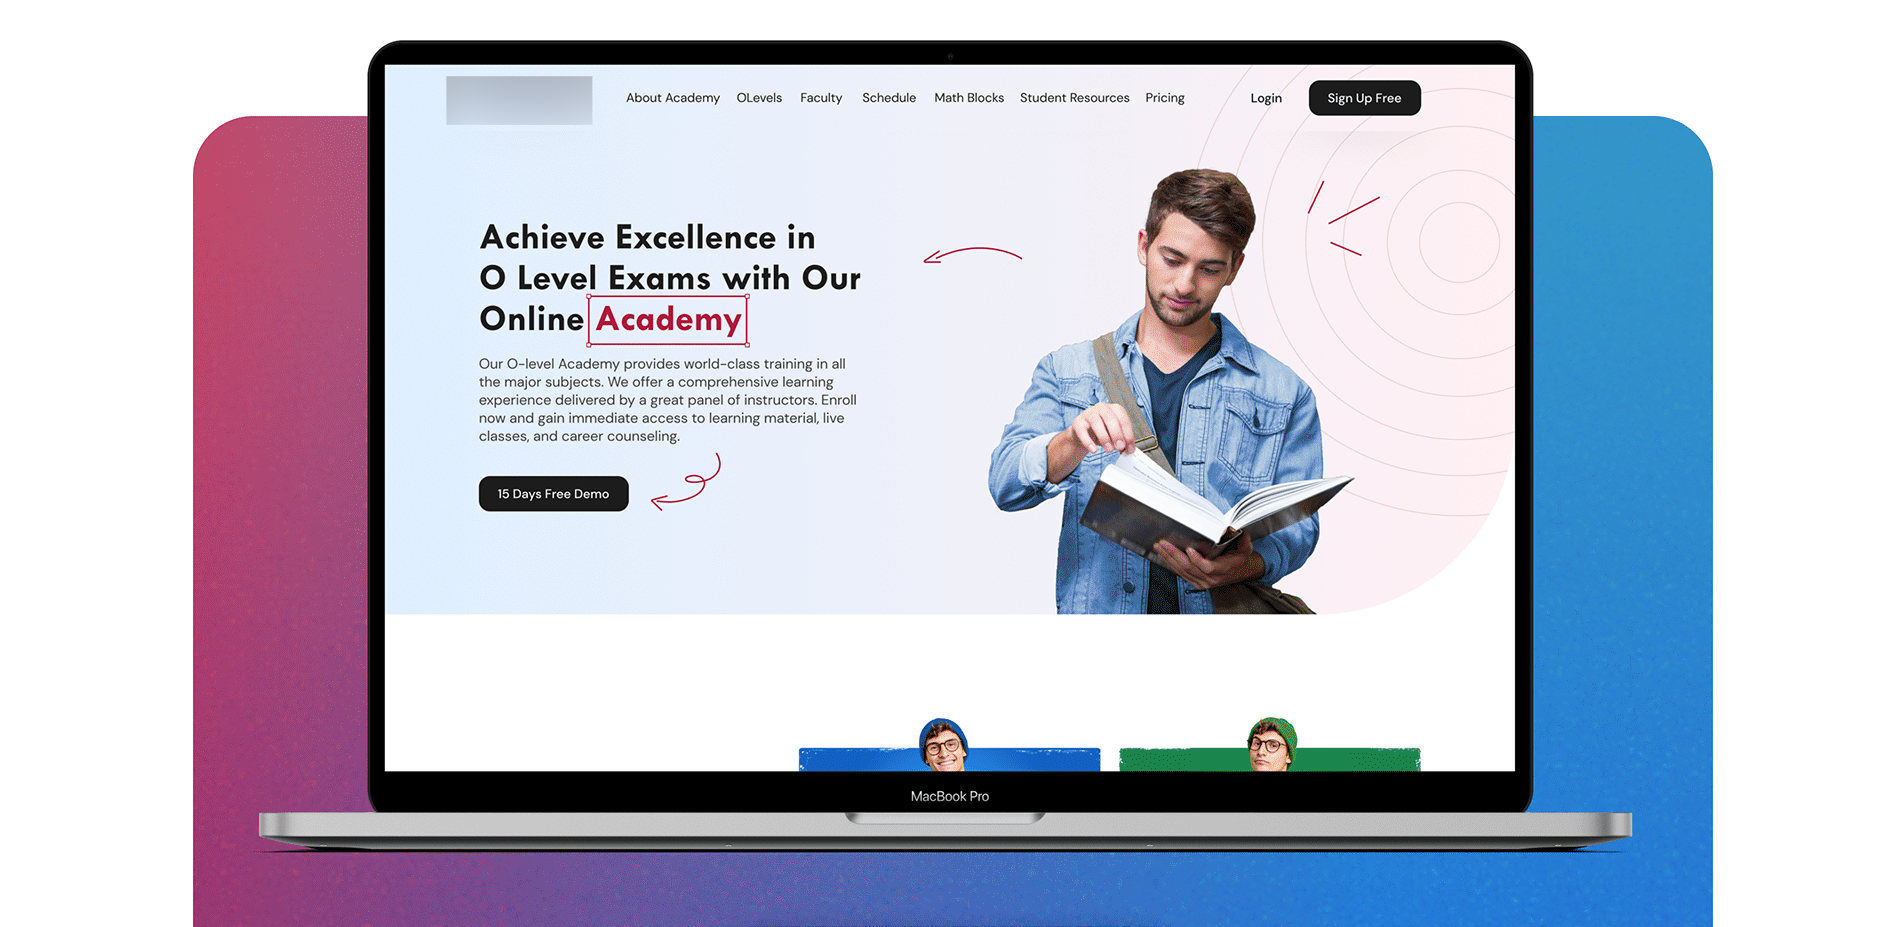 About Academy OLevels Faculty Schedule Math Blocks Student Resources Pricing Login Sign Up Free
Achieve Excellence in
O Level Exams with Our
Online Academy
Our O-level Academy provides world-class training in all
the major subjects. We offer a comprehensive learning
experience delivered by a great panel of instructors. Enroll
now and gain immediate access to learning material, live
classes, and career counseling.
15 Days Free Demo
MacBook Pro